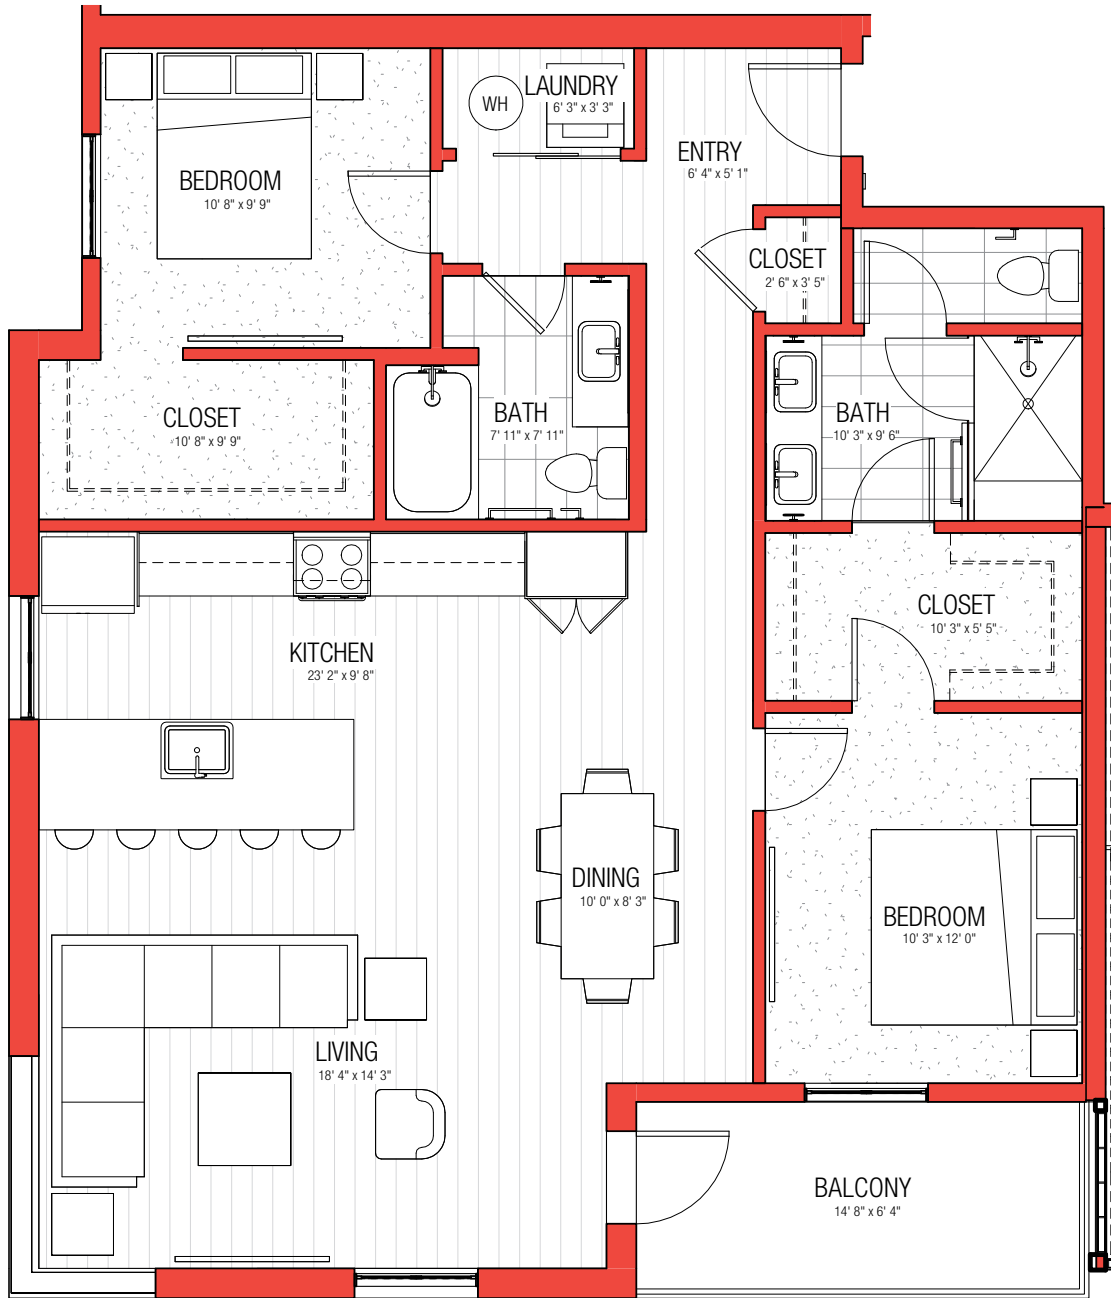 LAUNDRY
6' 3" x 3' 3"
WH
ENTRY
6' 4" x 5' 1"
BEDROOM
10' 8" x 9' 9"
CLOSET
2' 6" x 3' 5"
CLOSET
10' 8" x 9' 9"
BATH
7' 11" x 7' 11"
BATH
10' 3" x 9' 6"
CLOSET
10' 3" x 5' 5"
KITCHEN
23' 2" x 9' 8"
DINING
10' 0" x 8' 3"
BEDROOM
10' 3" x 12' 0"
LIVING
18' 4" x 14' 3"
BALCONY
14' 8" x 6' 4"